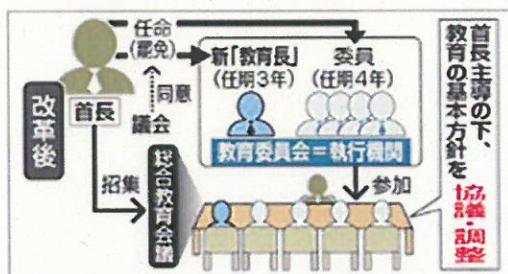 改革後
首長
任命
(罷免)
同意
議会
招集
新「教育長」
(任期3年)
委員
(任期4年)
教育委員会=執行機関
参加
総合教育会議
首長主導の下、
教育の基本方針を
協議・調整